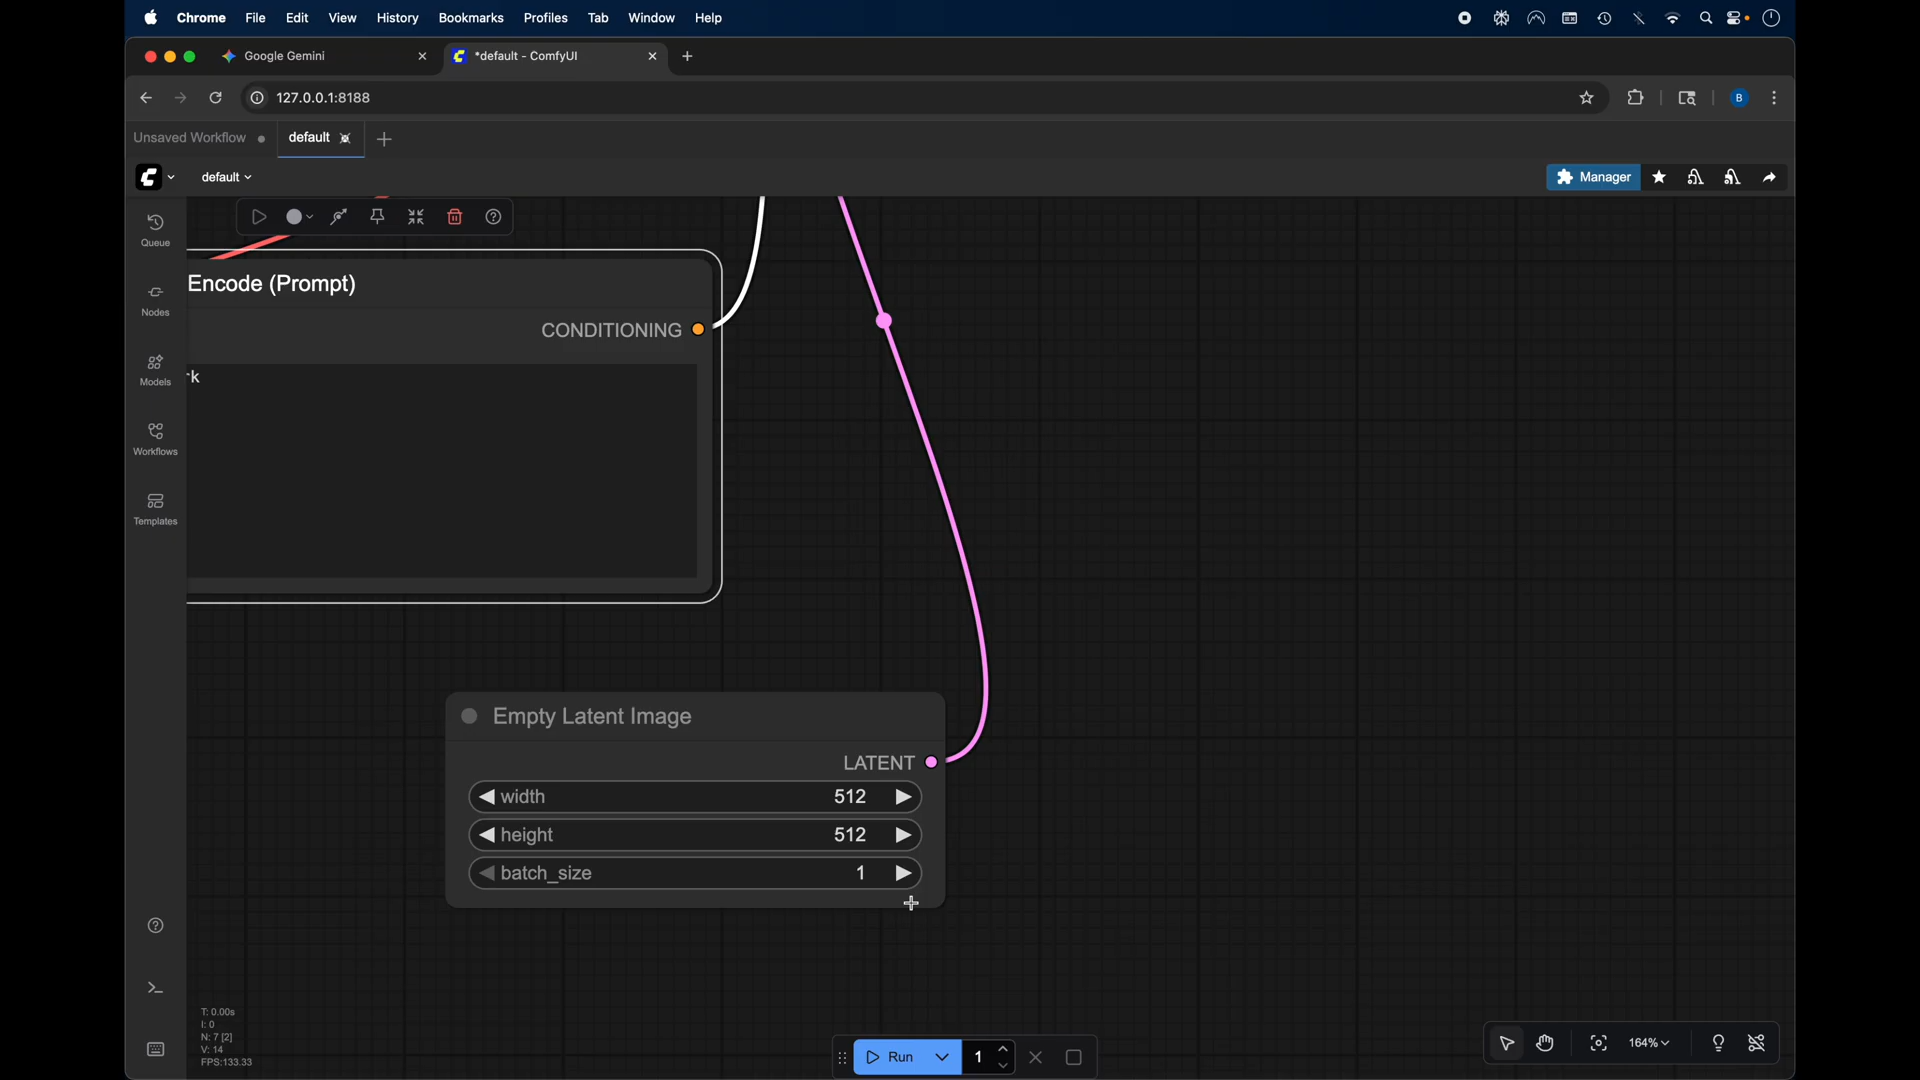 Chrome File Edit View History Bookmarks Profiles Tab Window Help
Google Gemini
*default - ComfyUI
127.0.0.1:8188
B
Unsaved Workflow
default
default
Manager
Queue
Nodes
Models
Workflows
Templates
Encode (Prompt)
CONDITIONING
rk
Empty Latent Image
LATENT
width 512
height 512
batch_size 1
T: 0.00s
I: 0
N: 7 [2]
V: 14
FPS:133.33
Run 1
164%